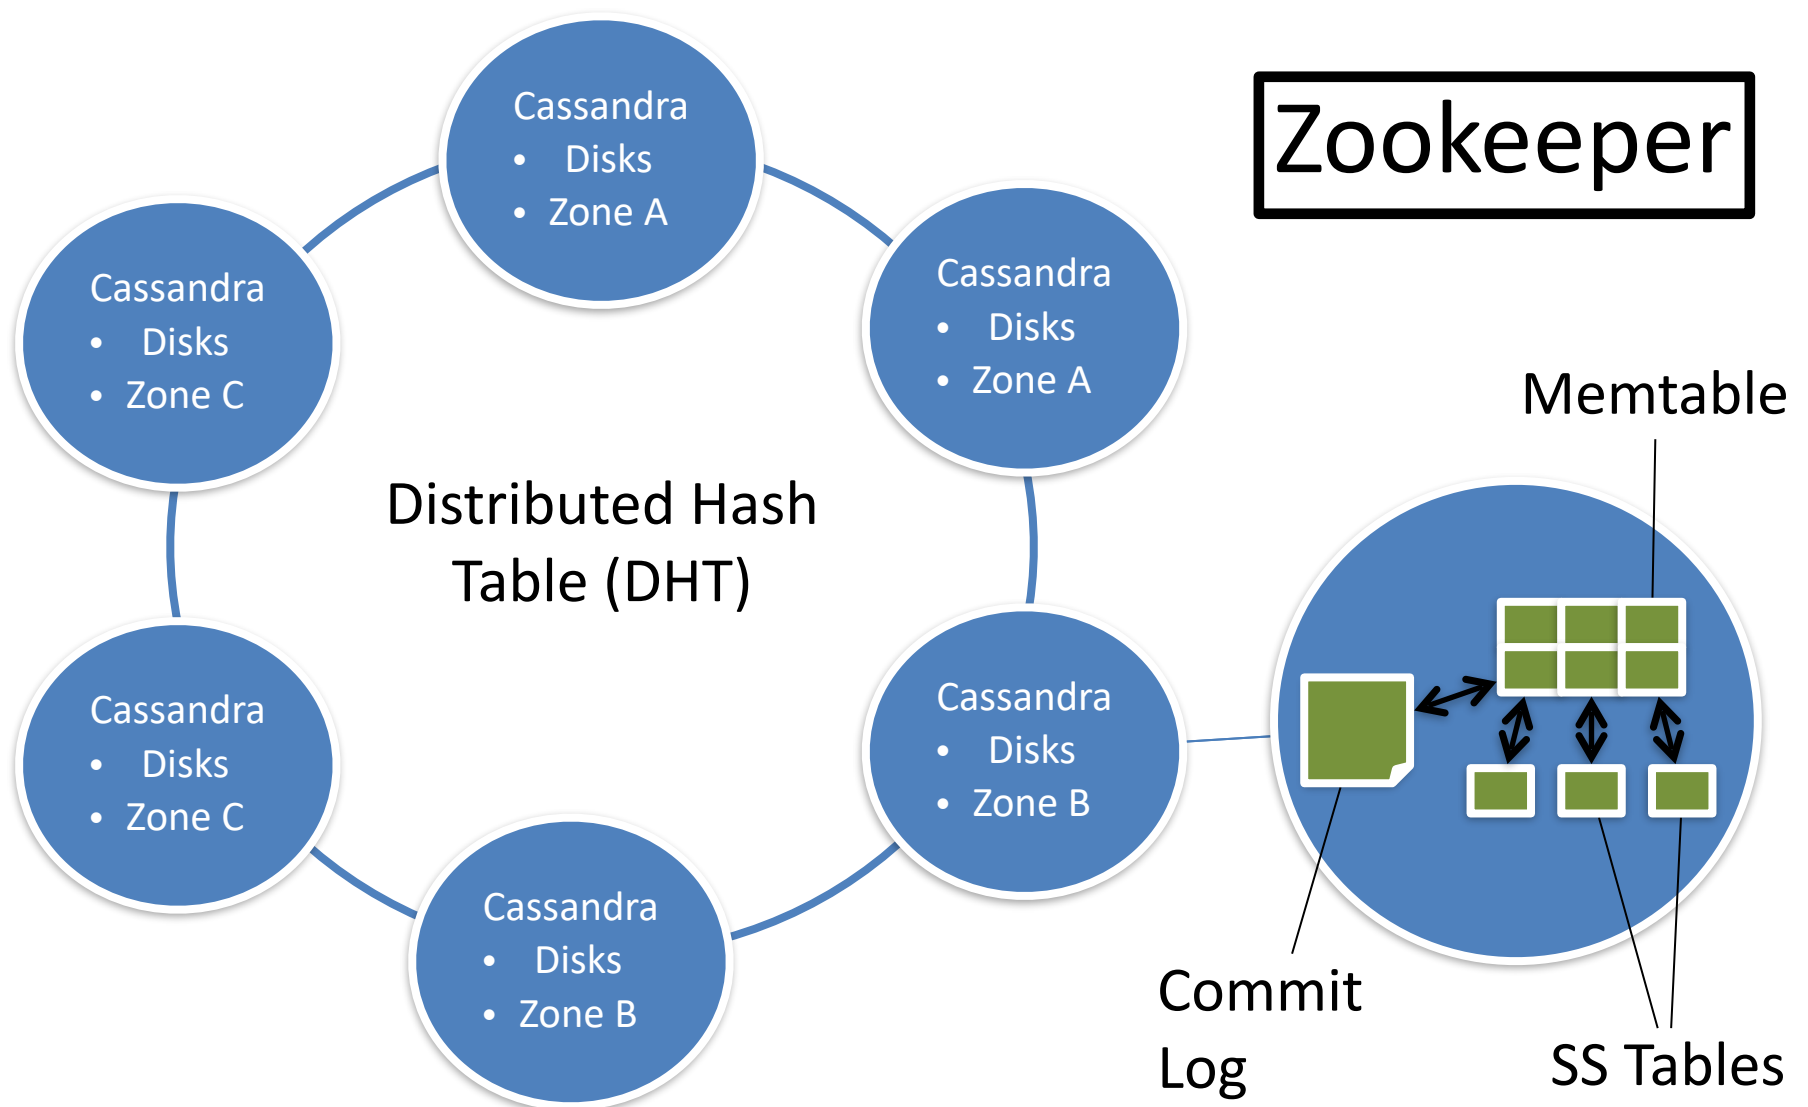 Cassandra
• Disks
• Zone A
Zookeeper
Cassandra
• Disks
• Zone C
Cassandra
• Disks
• Zone A
Memtable
Distributed Hash
Table (DHT)
Cassandra
• Disks
• Zone C
Cassandra
• Disks
• Zone B
Cassandra
• Disks
• Zone B
Commit
Log
SS Tables